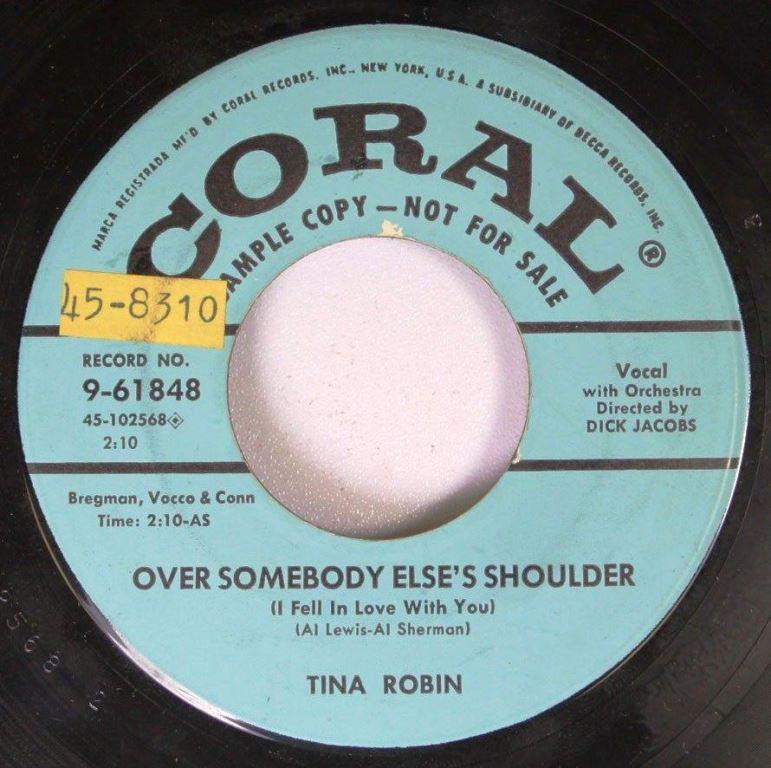 MARCA REGISTRADA MF'D BY CORAL RECORDS, INC., NEW YORK, U.S.A. A SUBSIDIARY OF DECCA RECORDS, INC.
CORAL®
SAMPLE COPY — NOT FOR SALE
45-8310
RECORD NO.
9-61848
45-102568
2:10
Vocal
with Orchestra
Directed by
DICK JACOBS
Bregman, Vocco & Conn
Time: 2:10-AS
OVER SOMEBODY ELSE'S SHOULDER
(I Fell In Love With You)
(Al Lewis-Al Sherman)
TINA ROBIN